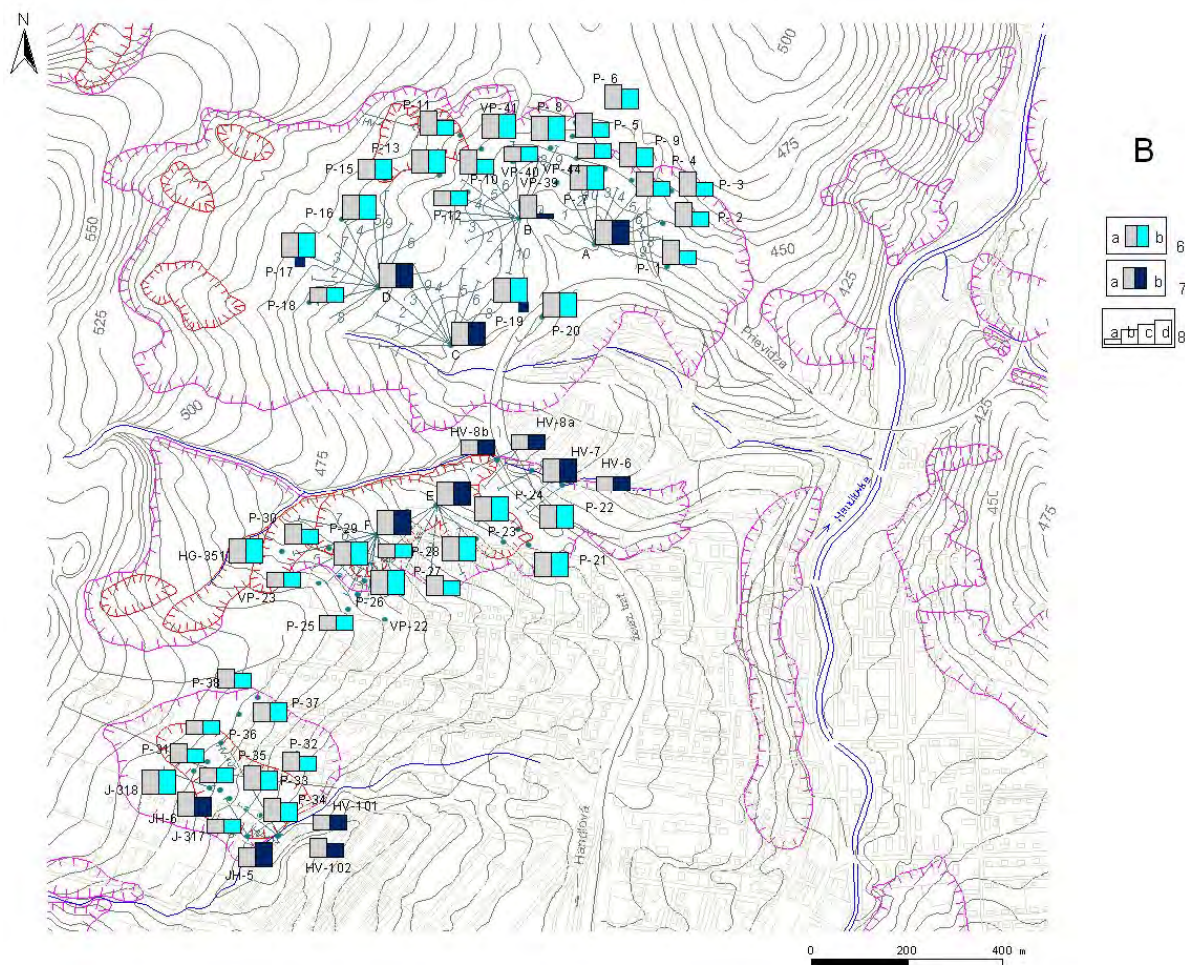 N
500
475
P- 6
P-11
VP-41
P- 8
P- 5
P- 9
P- 4
P- 3
P- 2
P-13
P-15
P-10
VP-40
VP-44
VP-39
P-7
P-12
P-16
B
A
P- 1
450
425
550
P-17
D
P-18
P-19
P-20
C
525
Prievidza
425
500
475
HV-8b
HV-8a
HV-7
HV-6
E
P-24
P-22
Handlovka
450
475
P-30
P-29
F
P-23
HG-351
P-28
P-21
P-27
VP-23
P-26
P-25
VP-22
P-38
P-37
P-36
P-31
P-35
P-32
P-33
J-318
P-34
JH-6
HV-101
J-317
JH-5
HV-102
Handlová
0 200 400 m
B
a b 6
a b 7
a b c d 8